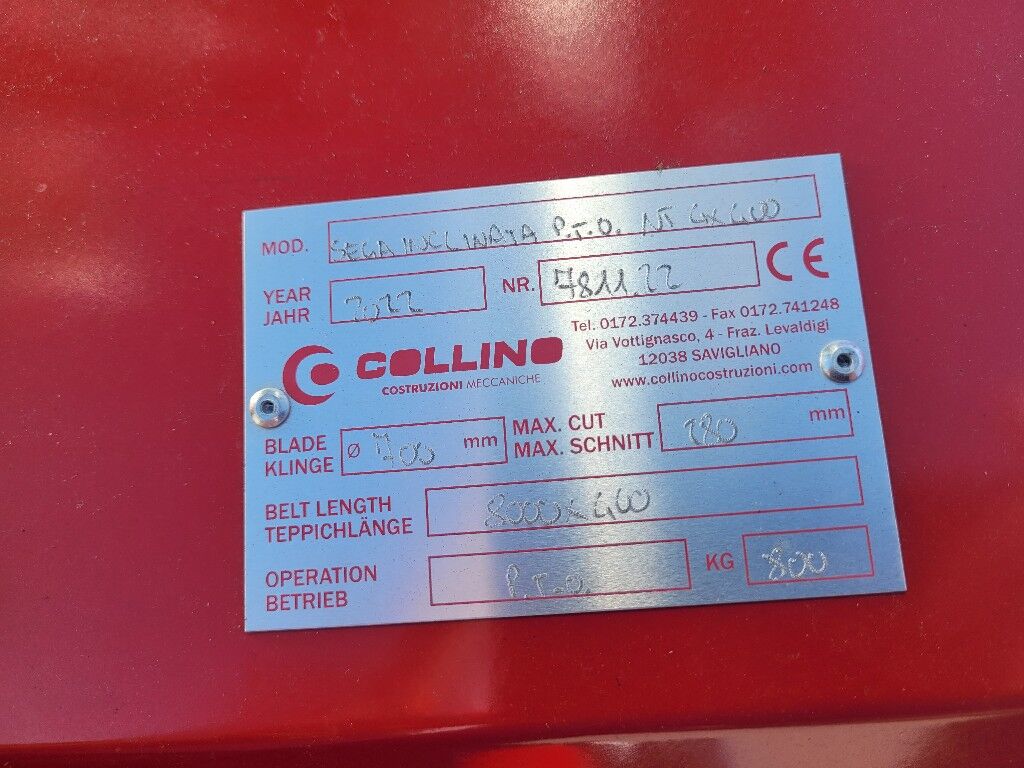 MOD. SEGA INCLINATA P.T.O. NT 4X400
YEAR
JAHR 2022 NR. 7811.22 CE
Tel. 0172.374439 - Fax 0172.741248
Via Vottignasco, 4 - Fraz. Levaldigi
12038 SAVIGLIANO
www.collinocostruzioni.com
COLLINO
COSTRUZIONI MECCANICHE
BLADE
KLINGE ø 700 mm
MAX. CUT
MAX. SCHNITT mm
BELT LENGTH
TEPPICHLÄNGE 8000X400
OPERATION
BETRIEB P.T.O. KG 800